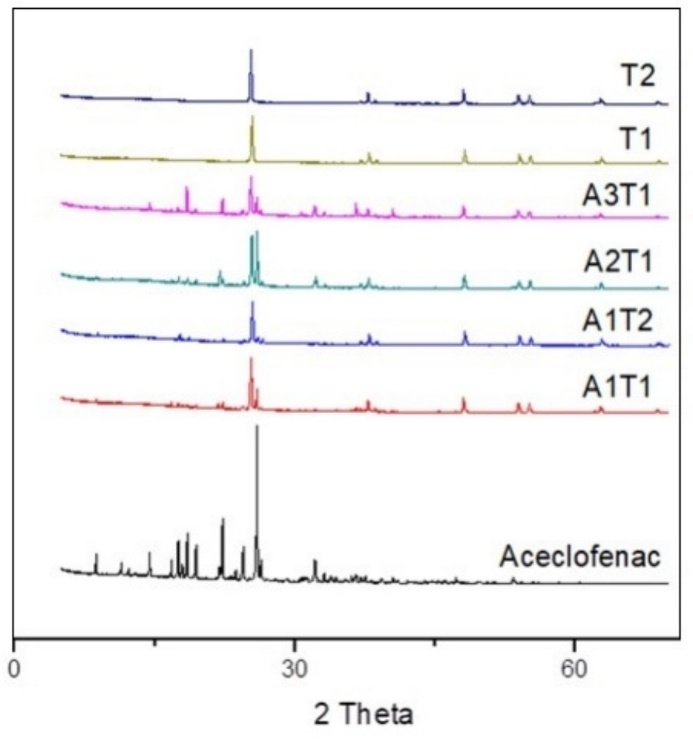 T2
T1
A3T1
A2T1
A1T2
A1T1
Aceclofenac
0 30 60
2 Theta